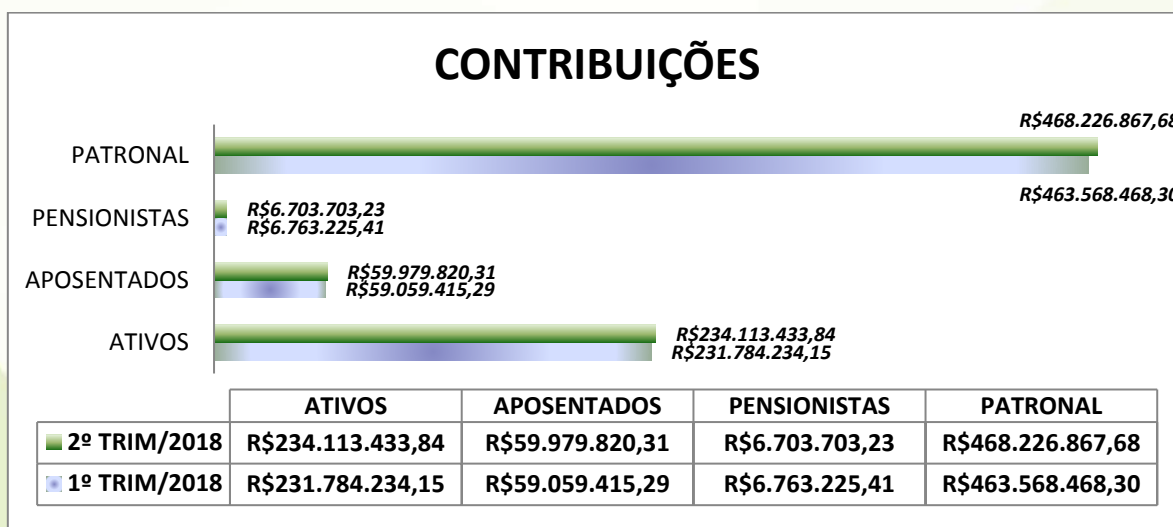 CONTRIBUIÇÕES
R$468.226.867,68
PATRONAL
R$463.568.468,30
R$6.703.703,23
PENSIONISTAS
R$6.763.225,41
R$59.979.820,31
APOSENTADOS
R$59.059.415,29
R$234.113.433,84
ATIVOS
R$231.784.234,15
ATIVOS APOSENTADOS PENSIONISTAS PATRONAL
2º TRIM/2018 R$234.113.433,84 R$59.979.820,31 R$6.703.703,23 R$468.226.867,68
1º TRIM/2018 R$231.784.234,15 R$59.059.415,29 R$6.763.225,41 R$463.568.468,30